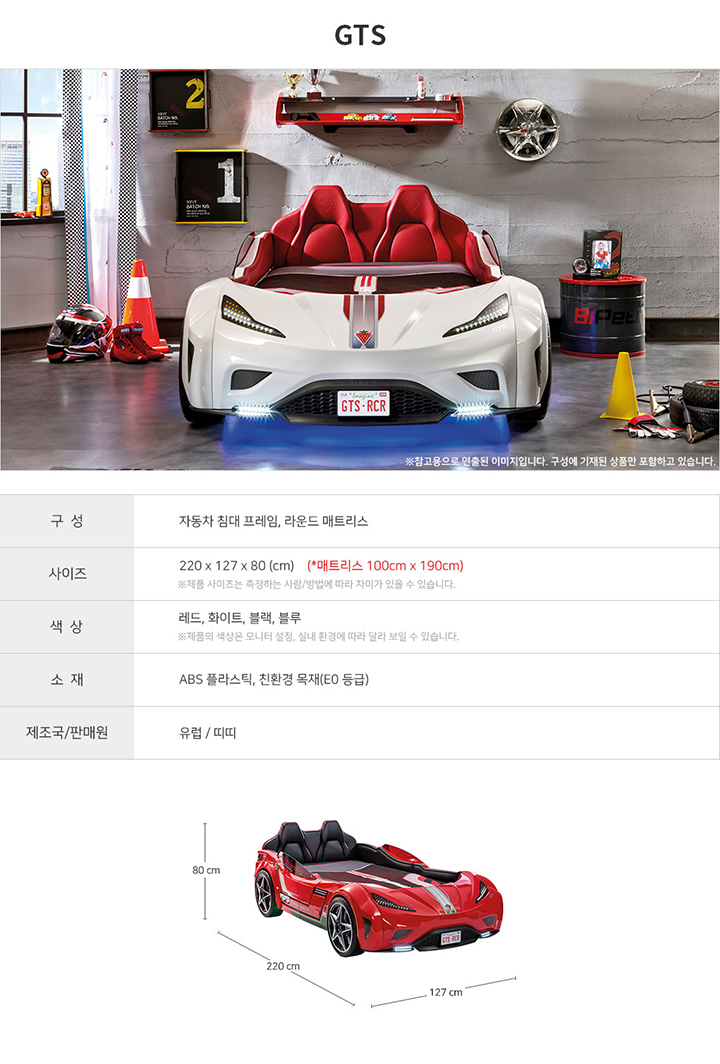 GTS
2
BATCH NO.
1
BATCH NO.
BiPet
Imagine
GTS·RCR
※참고용으로 연출된 이미지입니다. 구성에 기재된 상품만 포함하고 있습니다.
구 성
자동차 침대 프레임, 라운드 매트리스
사이즈
220 x 127 x 80 (cm) (*매트리스 100cm x 190cm)
※제품 사이즈는 측정하는 사람/방법에 따라 차이가 있을 수 있습니다.
색 상
레드, 화이트, 블랙, 블루
※제품의 색상은 모니터 설정, 실내 환경에 따라 달라 보일 수 있습니다.
소 재
ABS 플라스틱, 친환경 목재(E0 등급)
제조국/판매원
유럽 / 띠띠
80 cm
GTS·RCR
220 cm
127 cm